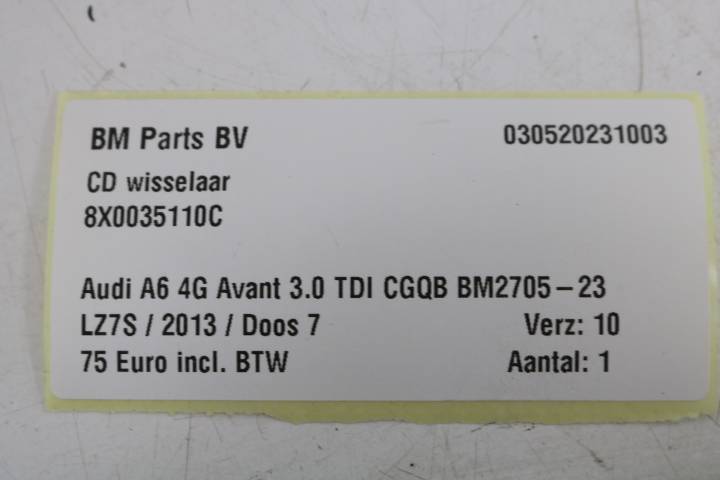 BM Parts BV 030520231003
CD wisselaar
8X0035110C
Audi A6 4G Avant 3.0 TDI CGQB BM2705-23
LZ7S / 2013 / Doos 7 Verz: 10
75 Euro incl. BTW Aantal: 1